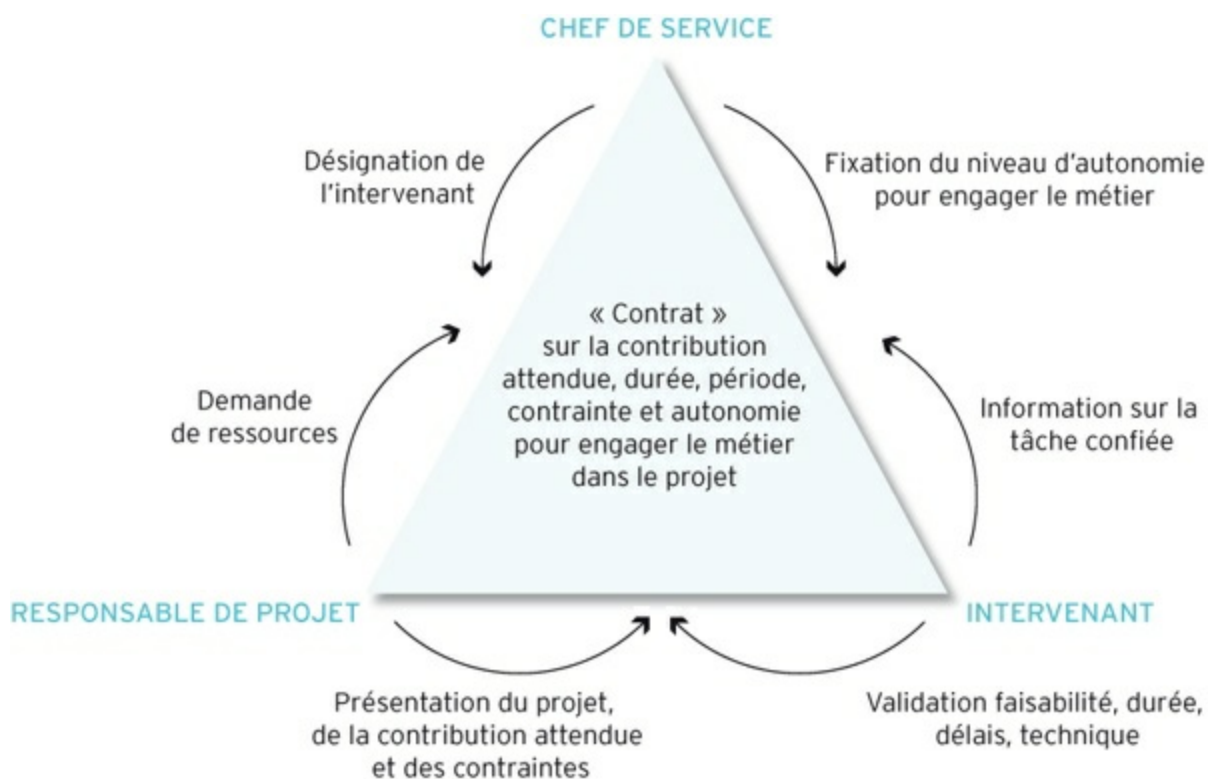 CHEF DE SERVICE
Désignation de
l'intervenant
Fixation du niveau d'autonomie
pour engager le métier
« Contrat »
sur la contribution
attendue, durée, période,
contrainte et autonomie
pour engager le métier
dans le projet
Demande
de ressources
Information sur la
tâche confiée
RESPONSABLE DE PROJET
INTERVENANT
Présentation du projet,
de la contribution attendue
et des contraintes
Validation faisabilité, durée,
délais, technique